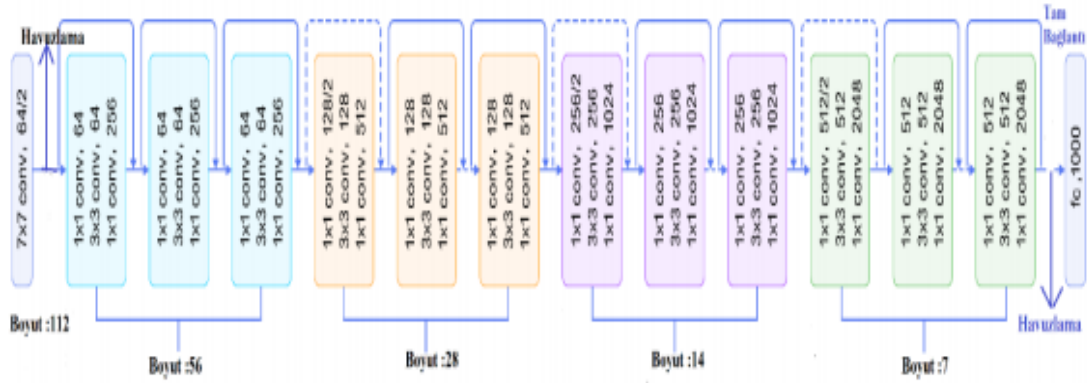 Havuzlama
Tam
Bağlantı
7x7 conv, 64/2
1x1 conv, 64
3x3 conv, 64
1x1 conv, 256
1x1 conv, 64
3x3 conv, 64
1x1 conv, 256
1x1 conv, 64
3x3 conv, 64
1x1 conv, 256
1x1 conv, 128/2
3x3 conv, 128
1x1 conv, 512
1x1 conv, 128
3x3 conv, 128
1x1 conv, 512
1x1 conv, 128
3x3 conv, 128
1x1 conv, 512
1x1 conv, 256/2
3x3 conv, 256
1x1 conv, 1024
1x1 conv, 256
3x3 conv, 256
1x1 conv, 1024
1x1 conv, 256
3x3 conv, 256
1x1 conv, 1024
1x1 conv, 512/2
3x3 conv, 512
1x1 conv, 2048
1x1 conv, 512
3x3 conv, 512
1x1 conv, 2048
1x1 conv, 512
3x3 conv, 512
1x1 conv, 2048
fc ,1000
Boyut :112
Havuzlama
Boyut :56
Boyut :28
Boyut :14
Boyut :7